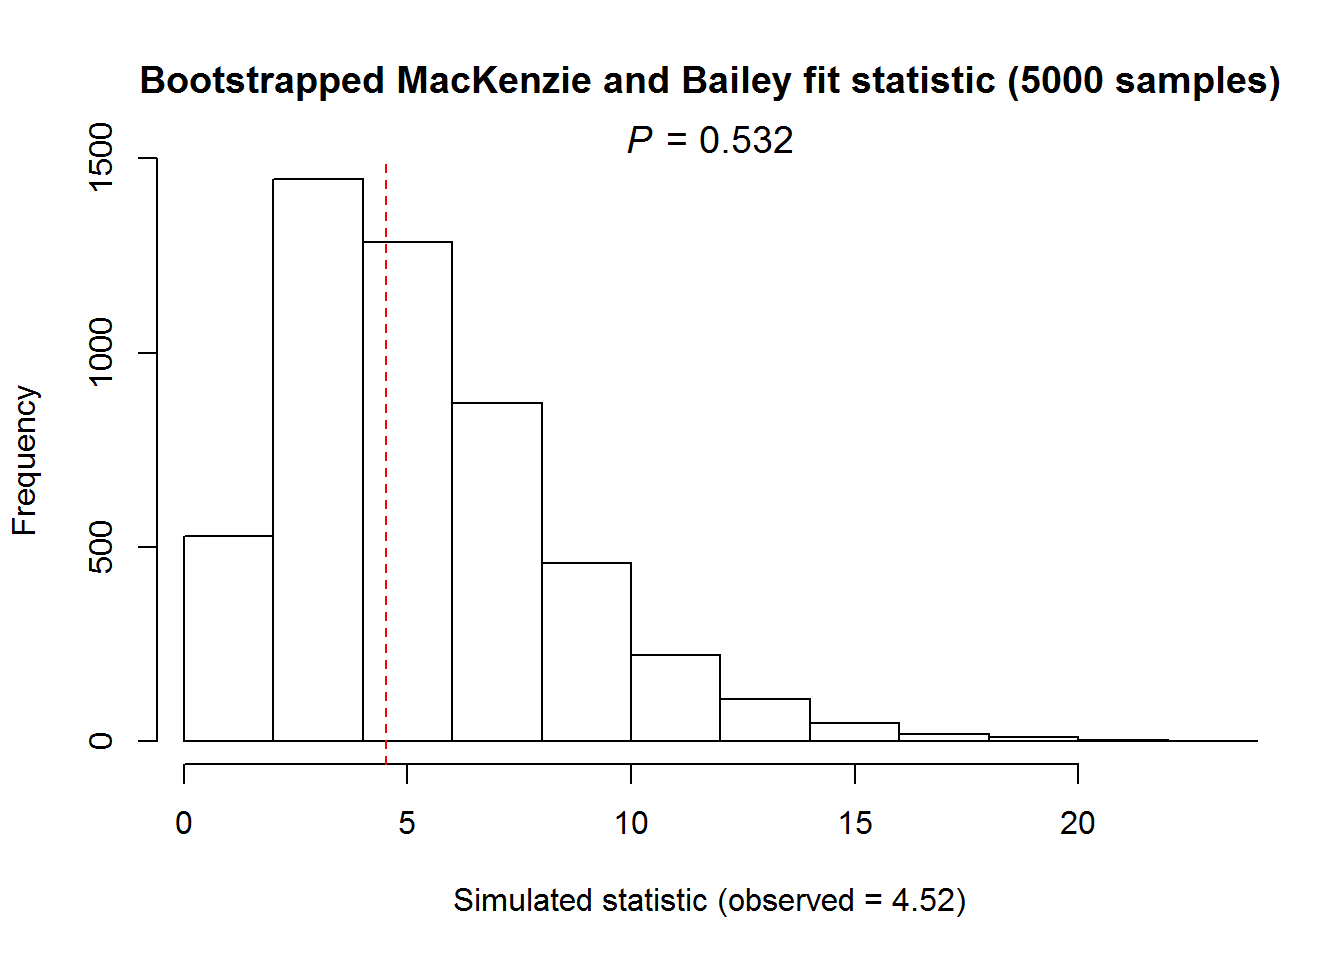 Bootstrapped MacKenzie and Bailey fit statistic (5000 samples)
P = 0.532
1500
1000
500
0
Frequency
0 5 10 15 20
Simulated statistic (observed = 4.52)